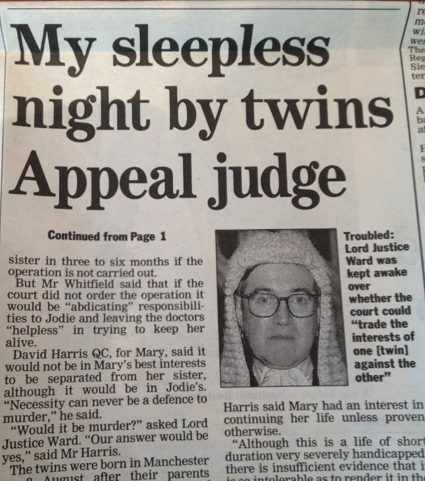 My sleepless
night by twins
Appeal judge
Continued from Page 1
sister in three to six months if the
operation is not carried out.
But Mr Whitfield said that if the
court did not order the operation it
would be “abdicating” responsibili-
ties to Jodie and leaving the doctors
“helpless” in trying to keep her
alive.
David Harris QC, for Mary, said it
would not be in Mary's best interests
to be separated from her sister,
although it would be in Jodie's.
“Necessity can never be a defence to
murder,” he said.
“Would it be murder?” asked Lord
Justice Ward. “Our answer would be
yes,” said Mr Harris.
The twins were born in Manchester
August after their parents
Troubled:
Lord Justice
Ward was
kept awake
over
whether the
court could
“trade the
interests of
one [twin]
against the
other”
Harris said Mary had an interest in
continuing her life unless proven
otherwise.
“Although this is a life of short
duration very severely handicapped
there is insufficient evidence that i
is so intolerable as to render it in the